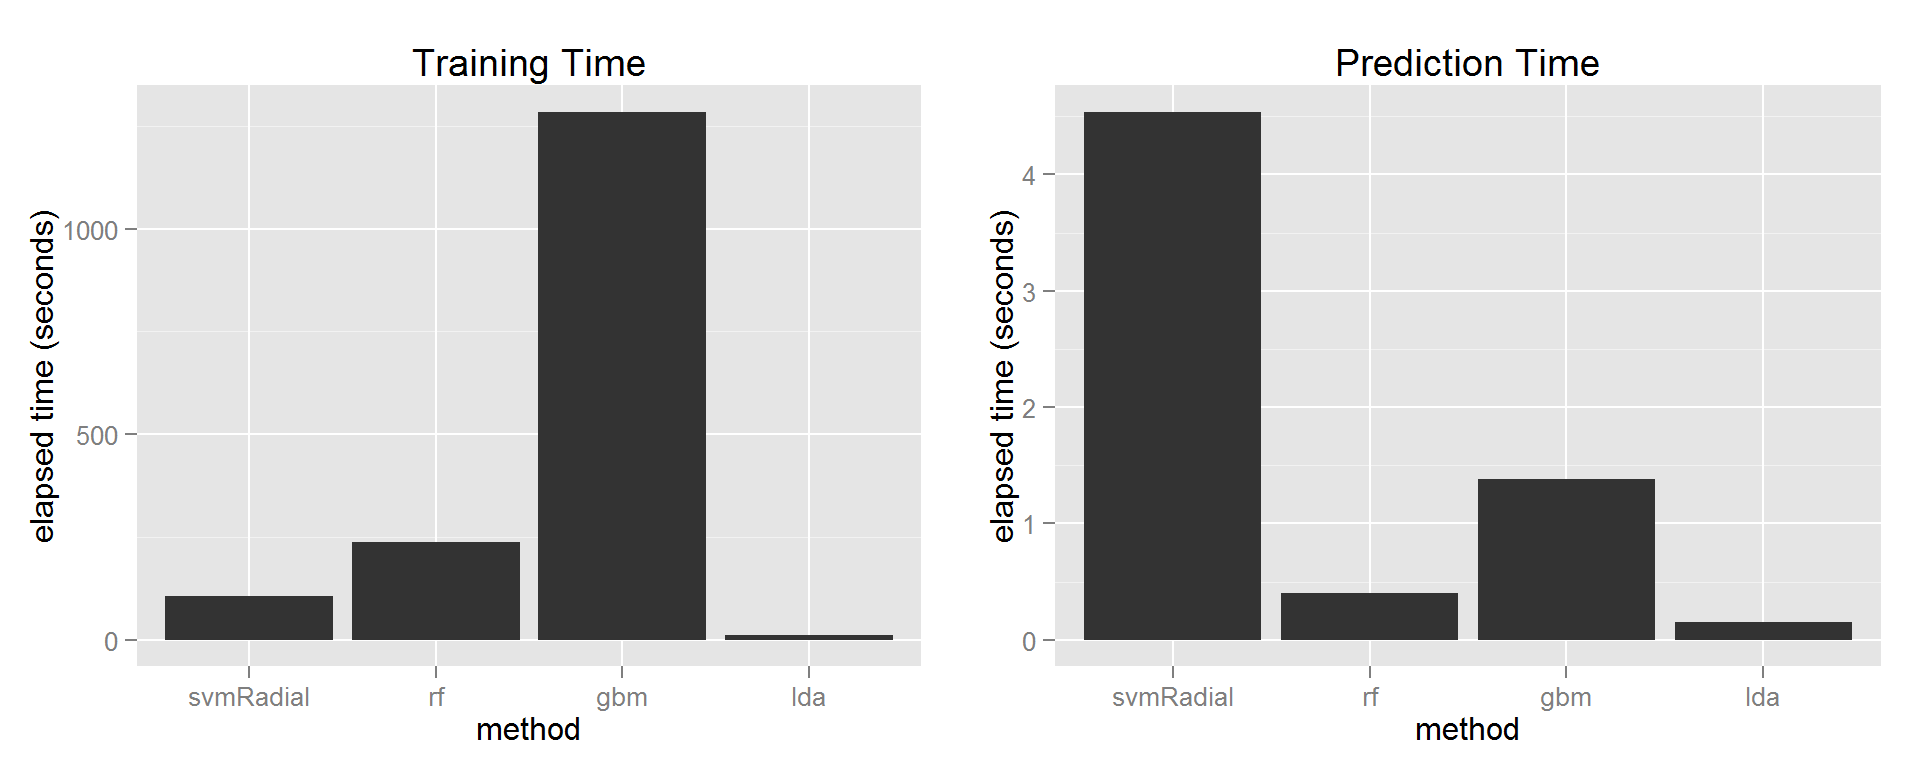 Training Time
elapsed time (seconds)
1000
500
0
svmRadial rf gbm lda
method
Prediction Time
elapsed time (seconds)
4
3
2
1
0
svmRadial rf gbm lda
method